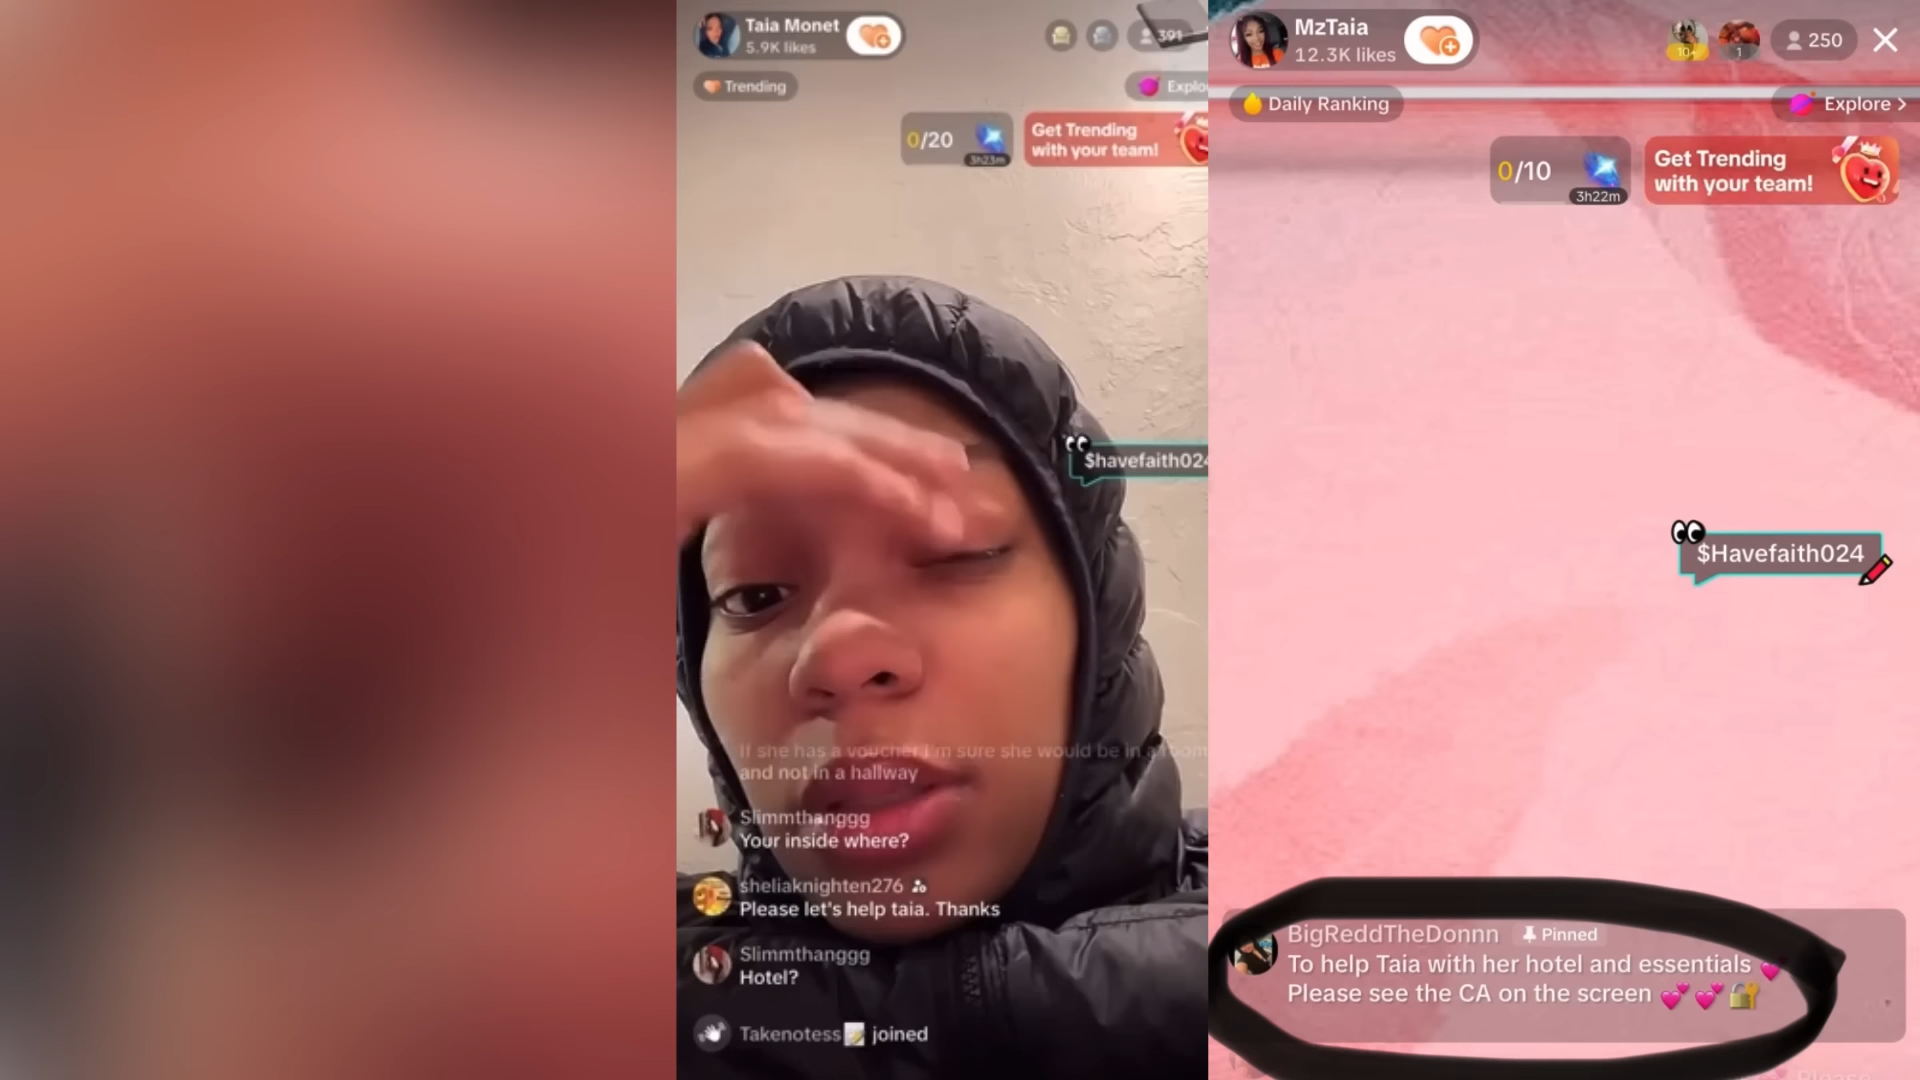 Taia Monet
5.9K likes
391
Trending
Explo
0/20
3h23m
Get Trending
with your team!
$havefaith024
If she has a voucher I'm sure she would be in a room
and not in a hallway
Slimmthanggg
Your inside where?
sheliaknighten276
Please let's help taia. Thanks
Slimmthanggg
Hotel?
Takenotess joined
MzTaia
12.3K likes
10+
1
250
Daily Ranking
Explore >
0/10
3h22m
Get Trending
with your team!
$Havefaith024
BigReddTheDonnn Pinned
To help Taia with her hotel and essentials 💕
Please see the CA on the screen 💕 💕 🔐
Please